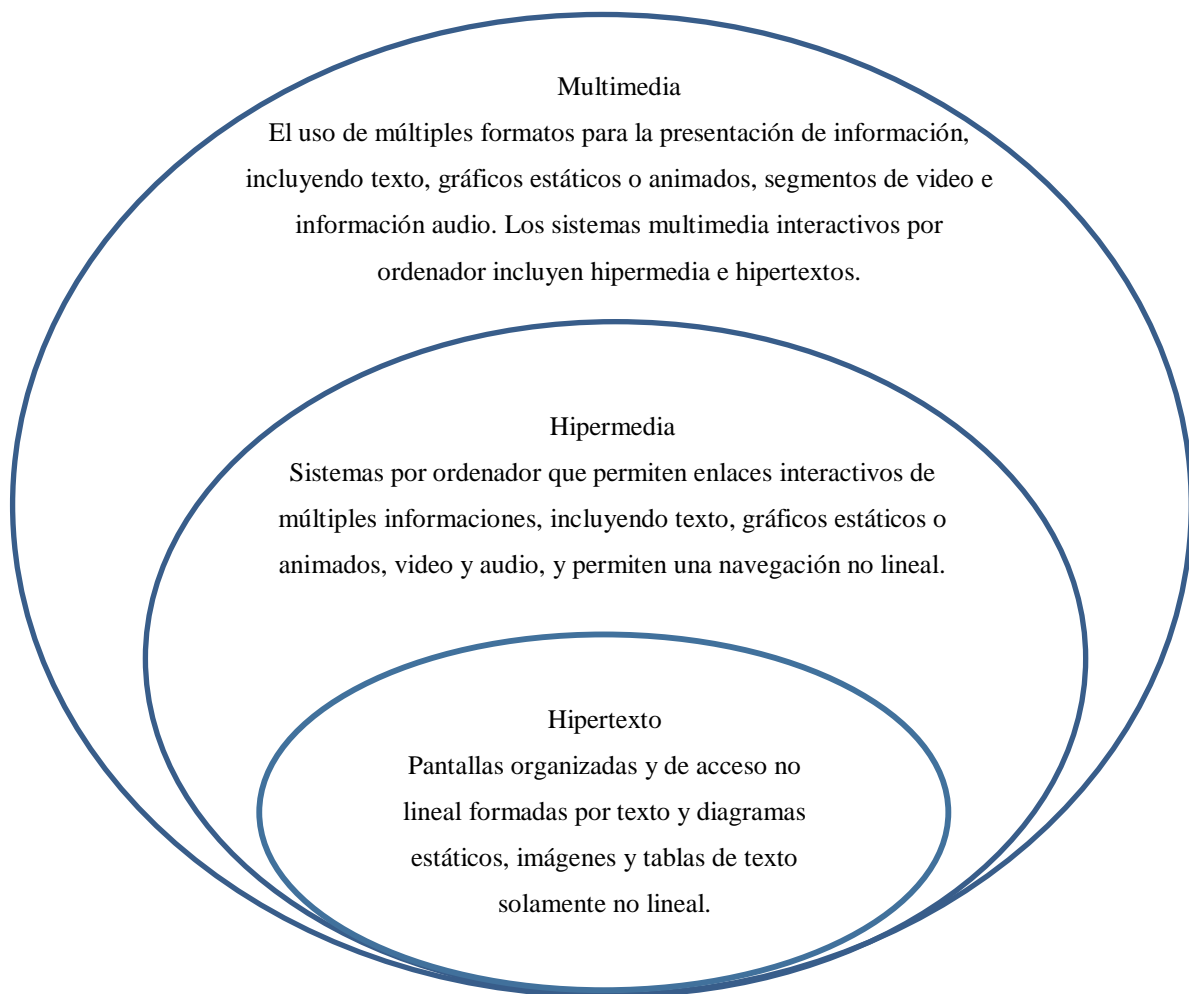 Multimedia
El uso de múltiples formatos para la presentación de información,
incluyendo texto, gráficos estáticos o animados, segmentos de video e
información audio. Los sistemas multimedia interactivos por
ordenador incluyen hipermedia e hipertextos.
Hipermedia
Sistemas por ordenador que permiten enlaces interactivos de
múltiples informaciones, incluyendo texto, gráficos estáticos o
animados, video y audio, y permiten una navegación no lineal.
Hipertexto
Pantallas organizadas y de acceso no
lineal formadas por texto y diagramas
estáticos, imágenes y tablas de texto
solamente no lineal.